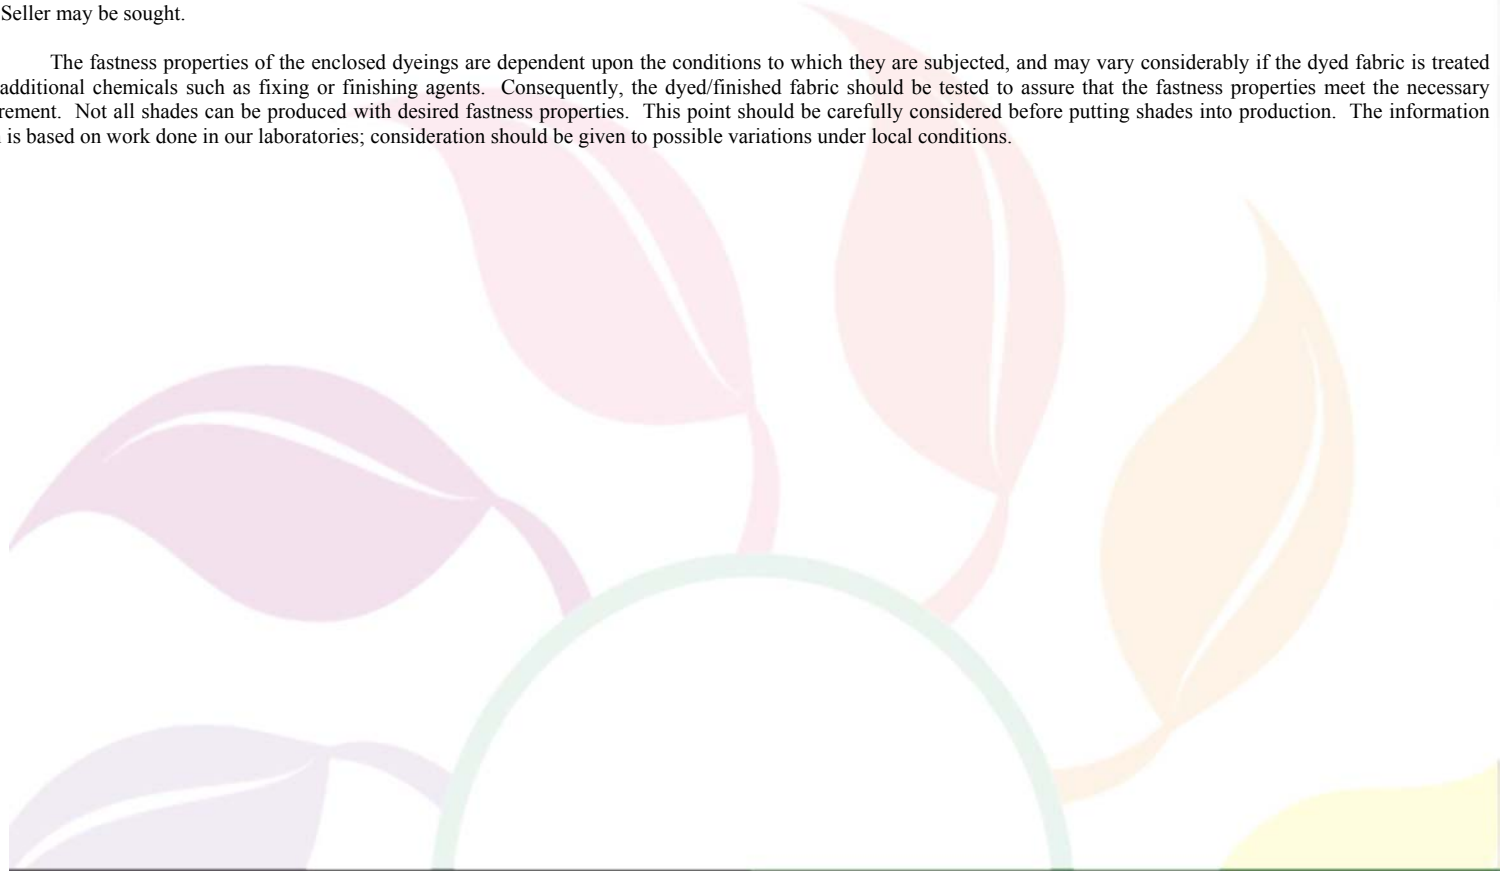 Seller may be sought.
The fastness properties of the enclosed dyeings are dependent upon the conditions to which they are subjected, and may vary considerably if the dyed fabric is treated
additional chemicals such as fixing or finishing agents. Consequently, the dyed/finished fabric should be tested to assure that the fastness properties meet the necessary
rement. Not all shades can be produced with desired fastness properties. This point should be carefully considered before putting shades into production. The information
is based on work done in our laboratories; consideration should be given to possible variations under local conditions.